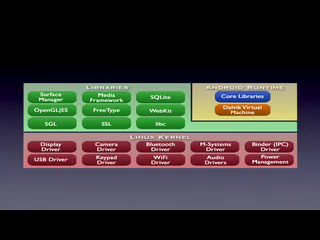 Libraries
Surface Manager
Media Framework
SQLite
OpenGL|ES
FreeType
WebKit
SGL
SSL
libc
Android Runtime
Core Libraries
Dalvik Virtual Machine
Linux Kernel
Display Driver
Camera Driver
Bluetooth Driver
M-Systems Driver
Binder (IPC) Driver
USB Driver
Keypad Driver
WiFi Driver
Audio Drivers
Power Management